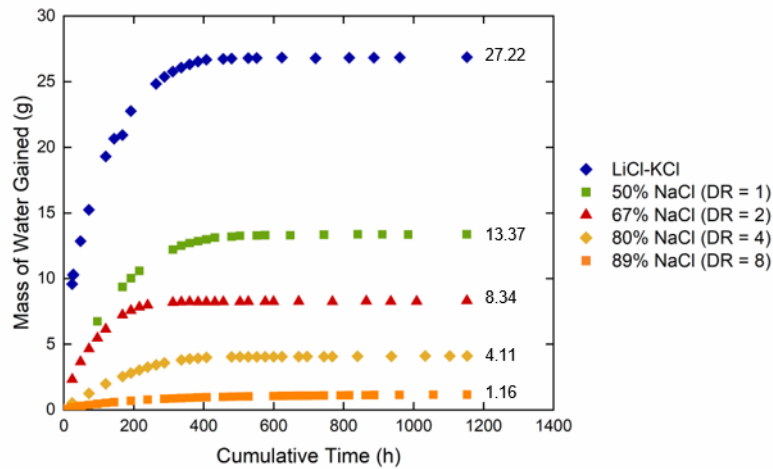 30
25
20
15
10
5
0
Mass of Water Gained (g)
27.22
13.37
8.34
4.11
1.16
0 200 400 600 800 1000 1200 1400
Cumulative Time (h)
LiCl-KCl
50% NaCl (DR = 1)
67% NaCl (DR = 2)
80% NaCl (DR = 4)
89% NaCl (DR = 8)